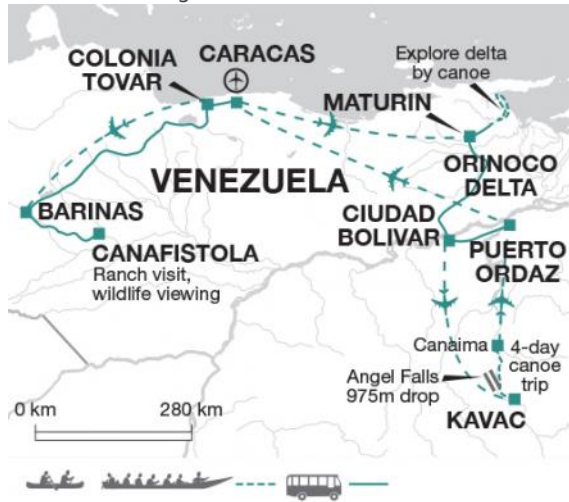 COLONIA
TOVAR
CARACAS
Explore delta
by canoe
MATURIN
ORINOCO
DELTA
VENEZUELA
BARINAS
CIUDAD
BOLIVAR
CANAFISTOLA
Ranch visit,
wildlife viewing
PUERTO
ORDAZ
Canaima
4-day
canoe
trip
Angel Falls
975m drop
KAVAC
0 km
280 km